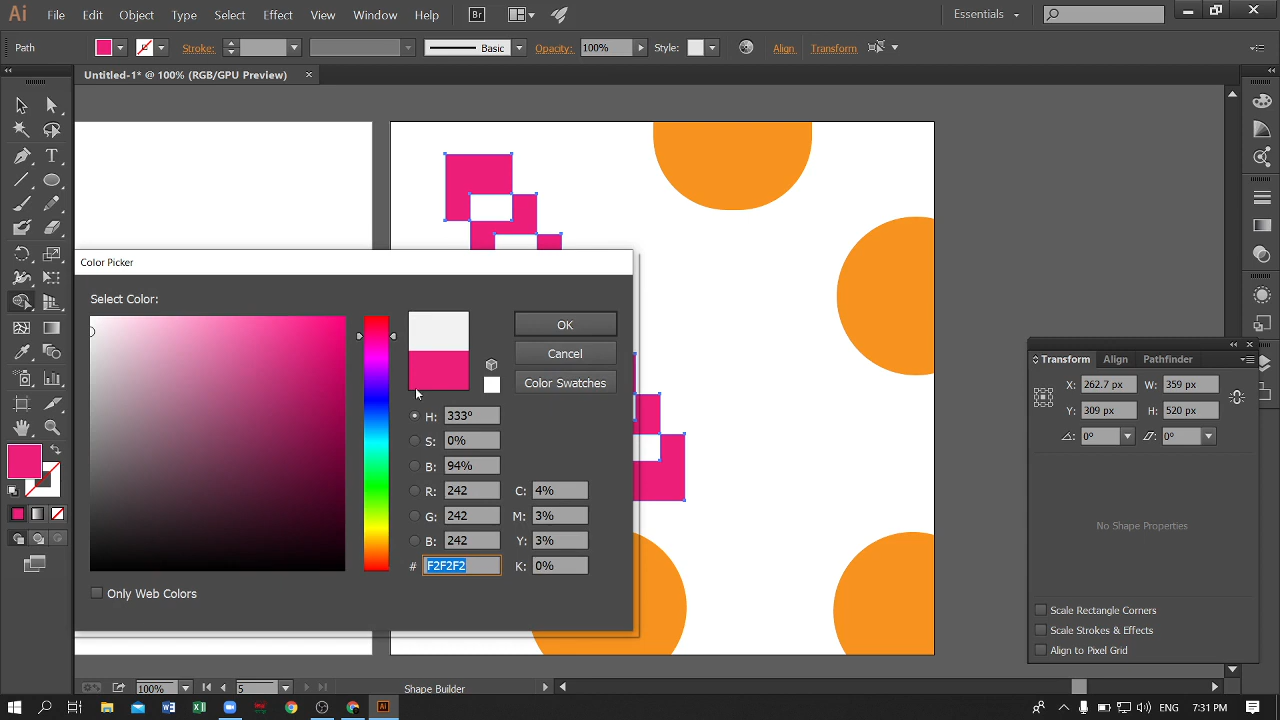 Ai File Edit Object Type Select Effect View Window Help Br Essentials
Path Stroke: Basic Opacity: 100% Style: Align Transform
Untitled-1* @ 100% (RGB/GPU Preview) ×
Color Picker
Select Color:
OK
Cancel
Color Swatches
H: 333º
S: 0%
B: 94%
R: 242 C: 4%
G: 242 M: 3%
B: 242 Y: 3%
# F2F2F2 K: 0%
Only Web Colors
Transform Align Pathfinder
X: 262.7 px W: 359 px
Y: 309 px H: 520 px
0° 0°
No Shape Properties
Scale Rectangle Corners
Scale Strokes & Effects
Align to Pixel Grid
100% 5 Shape Builder
ENG 7:31 PM